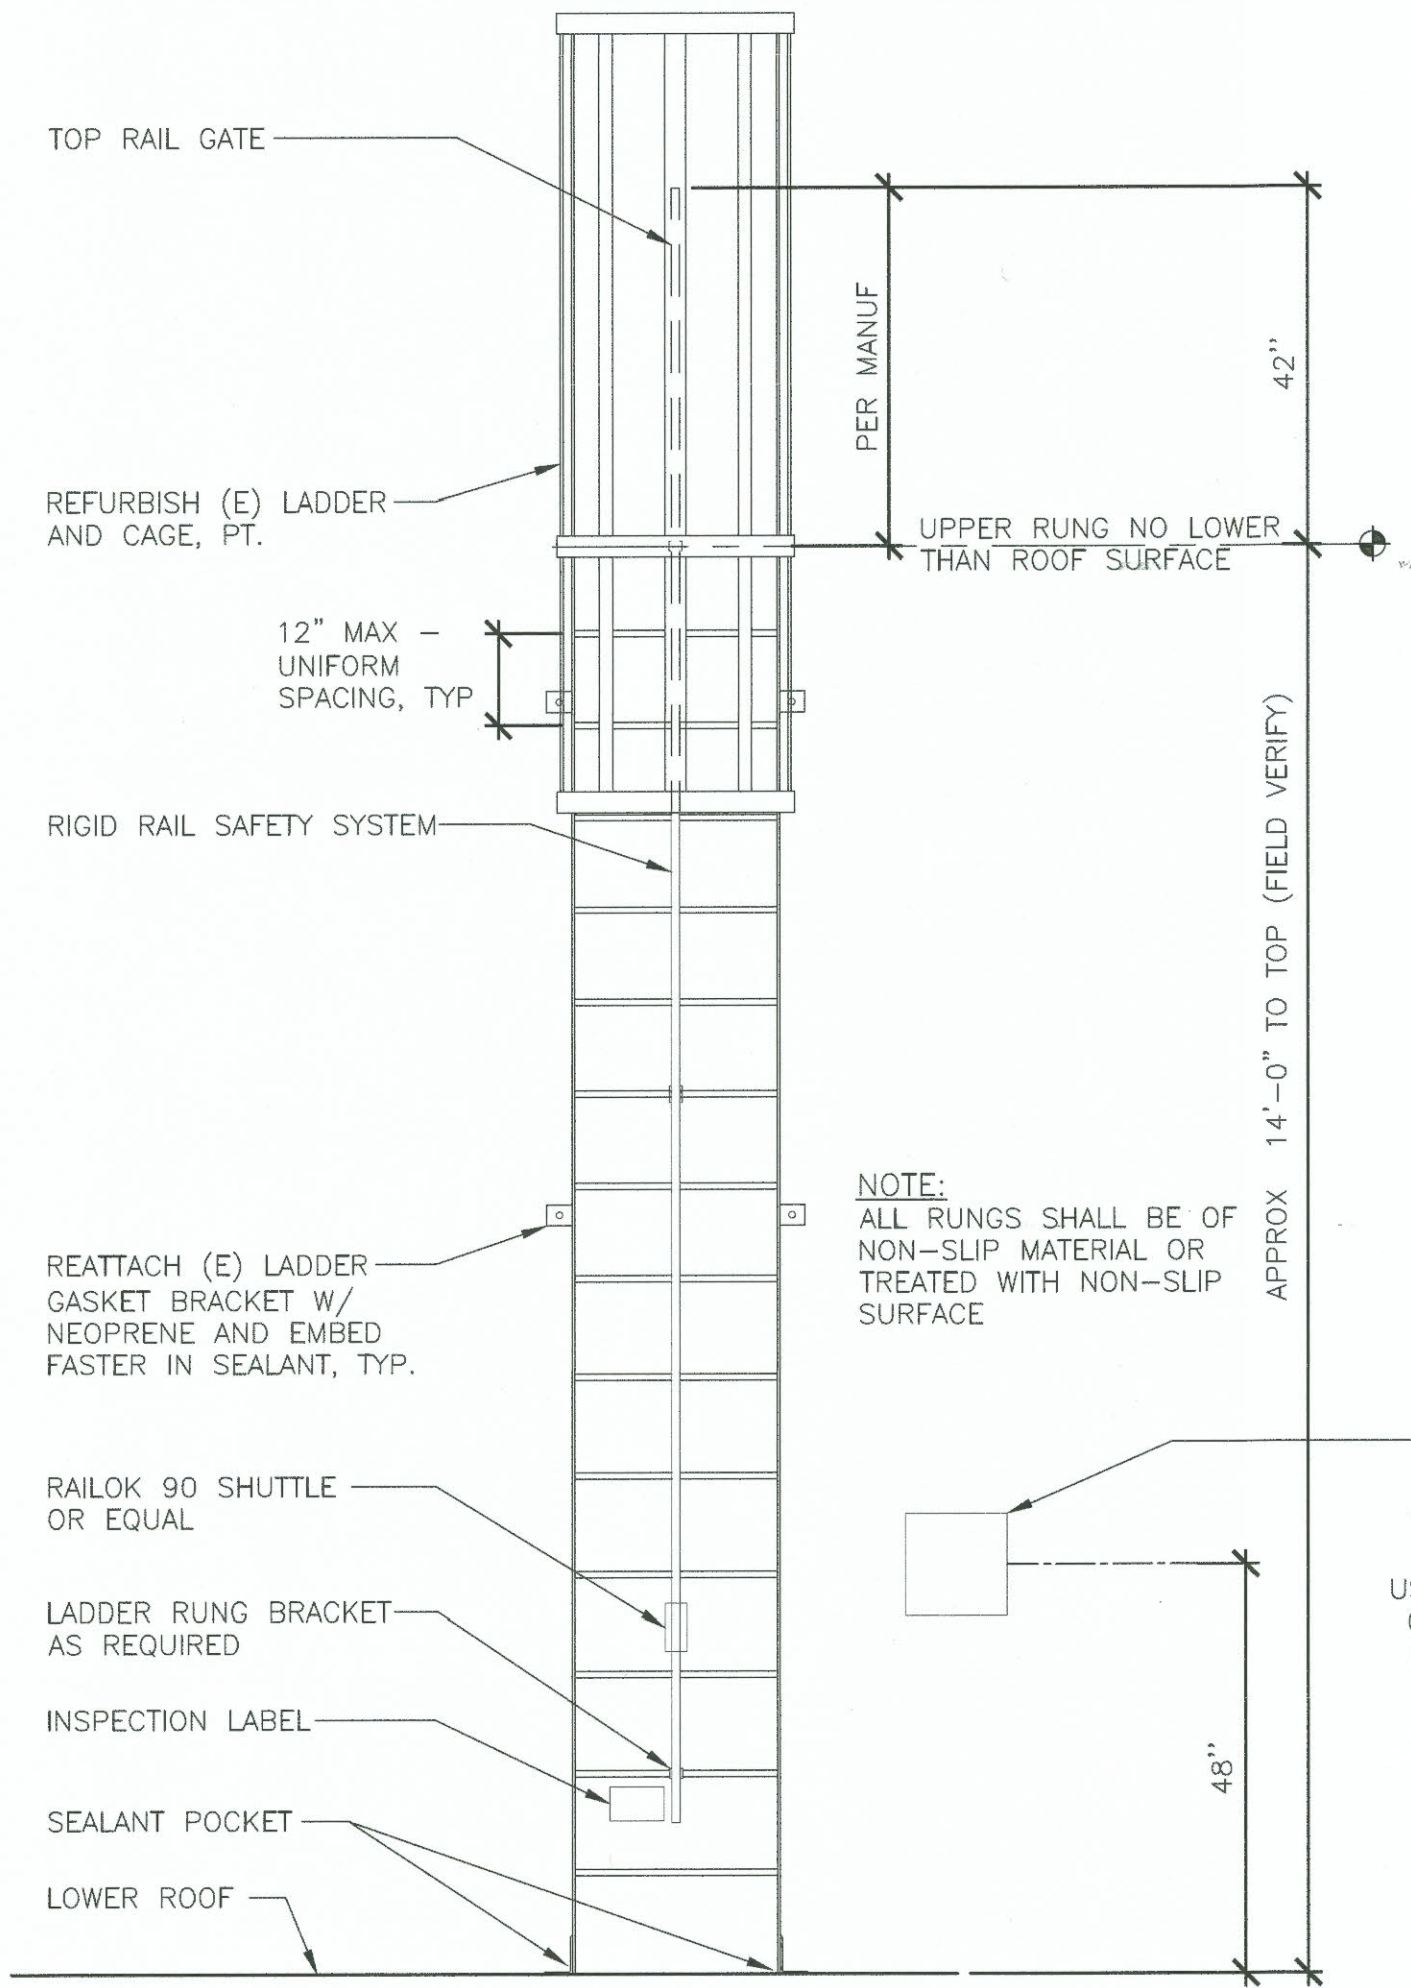 TOP RAIL GATE
PER MANUF
42"
REFURBISH (E) LADDER
AND CAGE, PT.
UPPER RUNG NO LOWER
THAN ROOF SURFACE
12" MAX –
UNIFORM
SPACING, TYP
RIGID RAIL SAFETY SYSTEM
APPROX 14'-0" TO TOP (FIELD VERIFY)
NOTE:
ALL RUNGS SHALL BE OF
NON-SLIP MATERIAL OR
TREATED WITH NON-SLIP
SURFACE
REATTACH (E) LADDER
GASKET BRACKET W/
NEOPRENE AND EMBED
FASTER IN SEALANT, TYP.
RAILOK 90 SHUTTLE
OR EQUAL
LADDER RUNG BRACKET
AS REQUIRED
INSPECTION LABEL
48"
SEALANT POCKET
LOWER ROOF